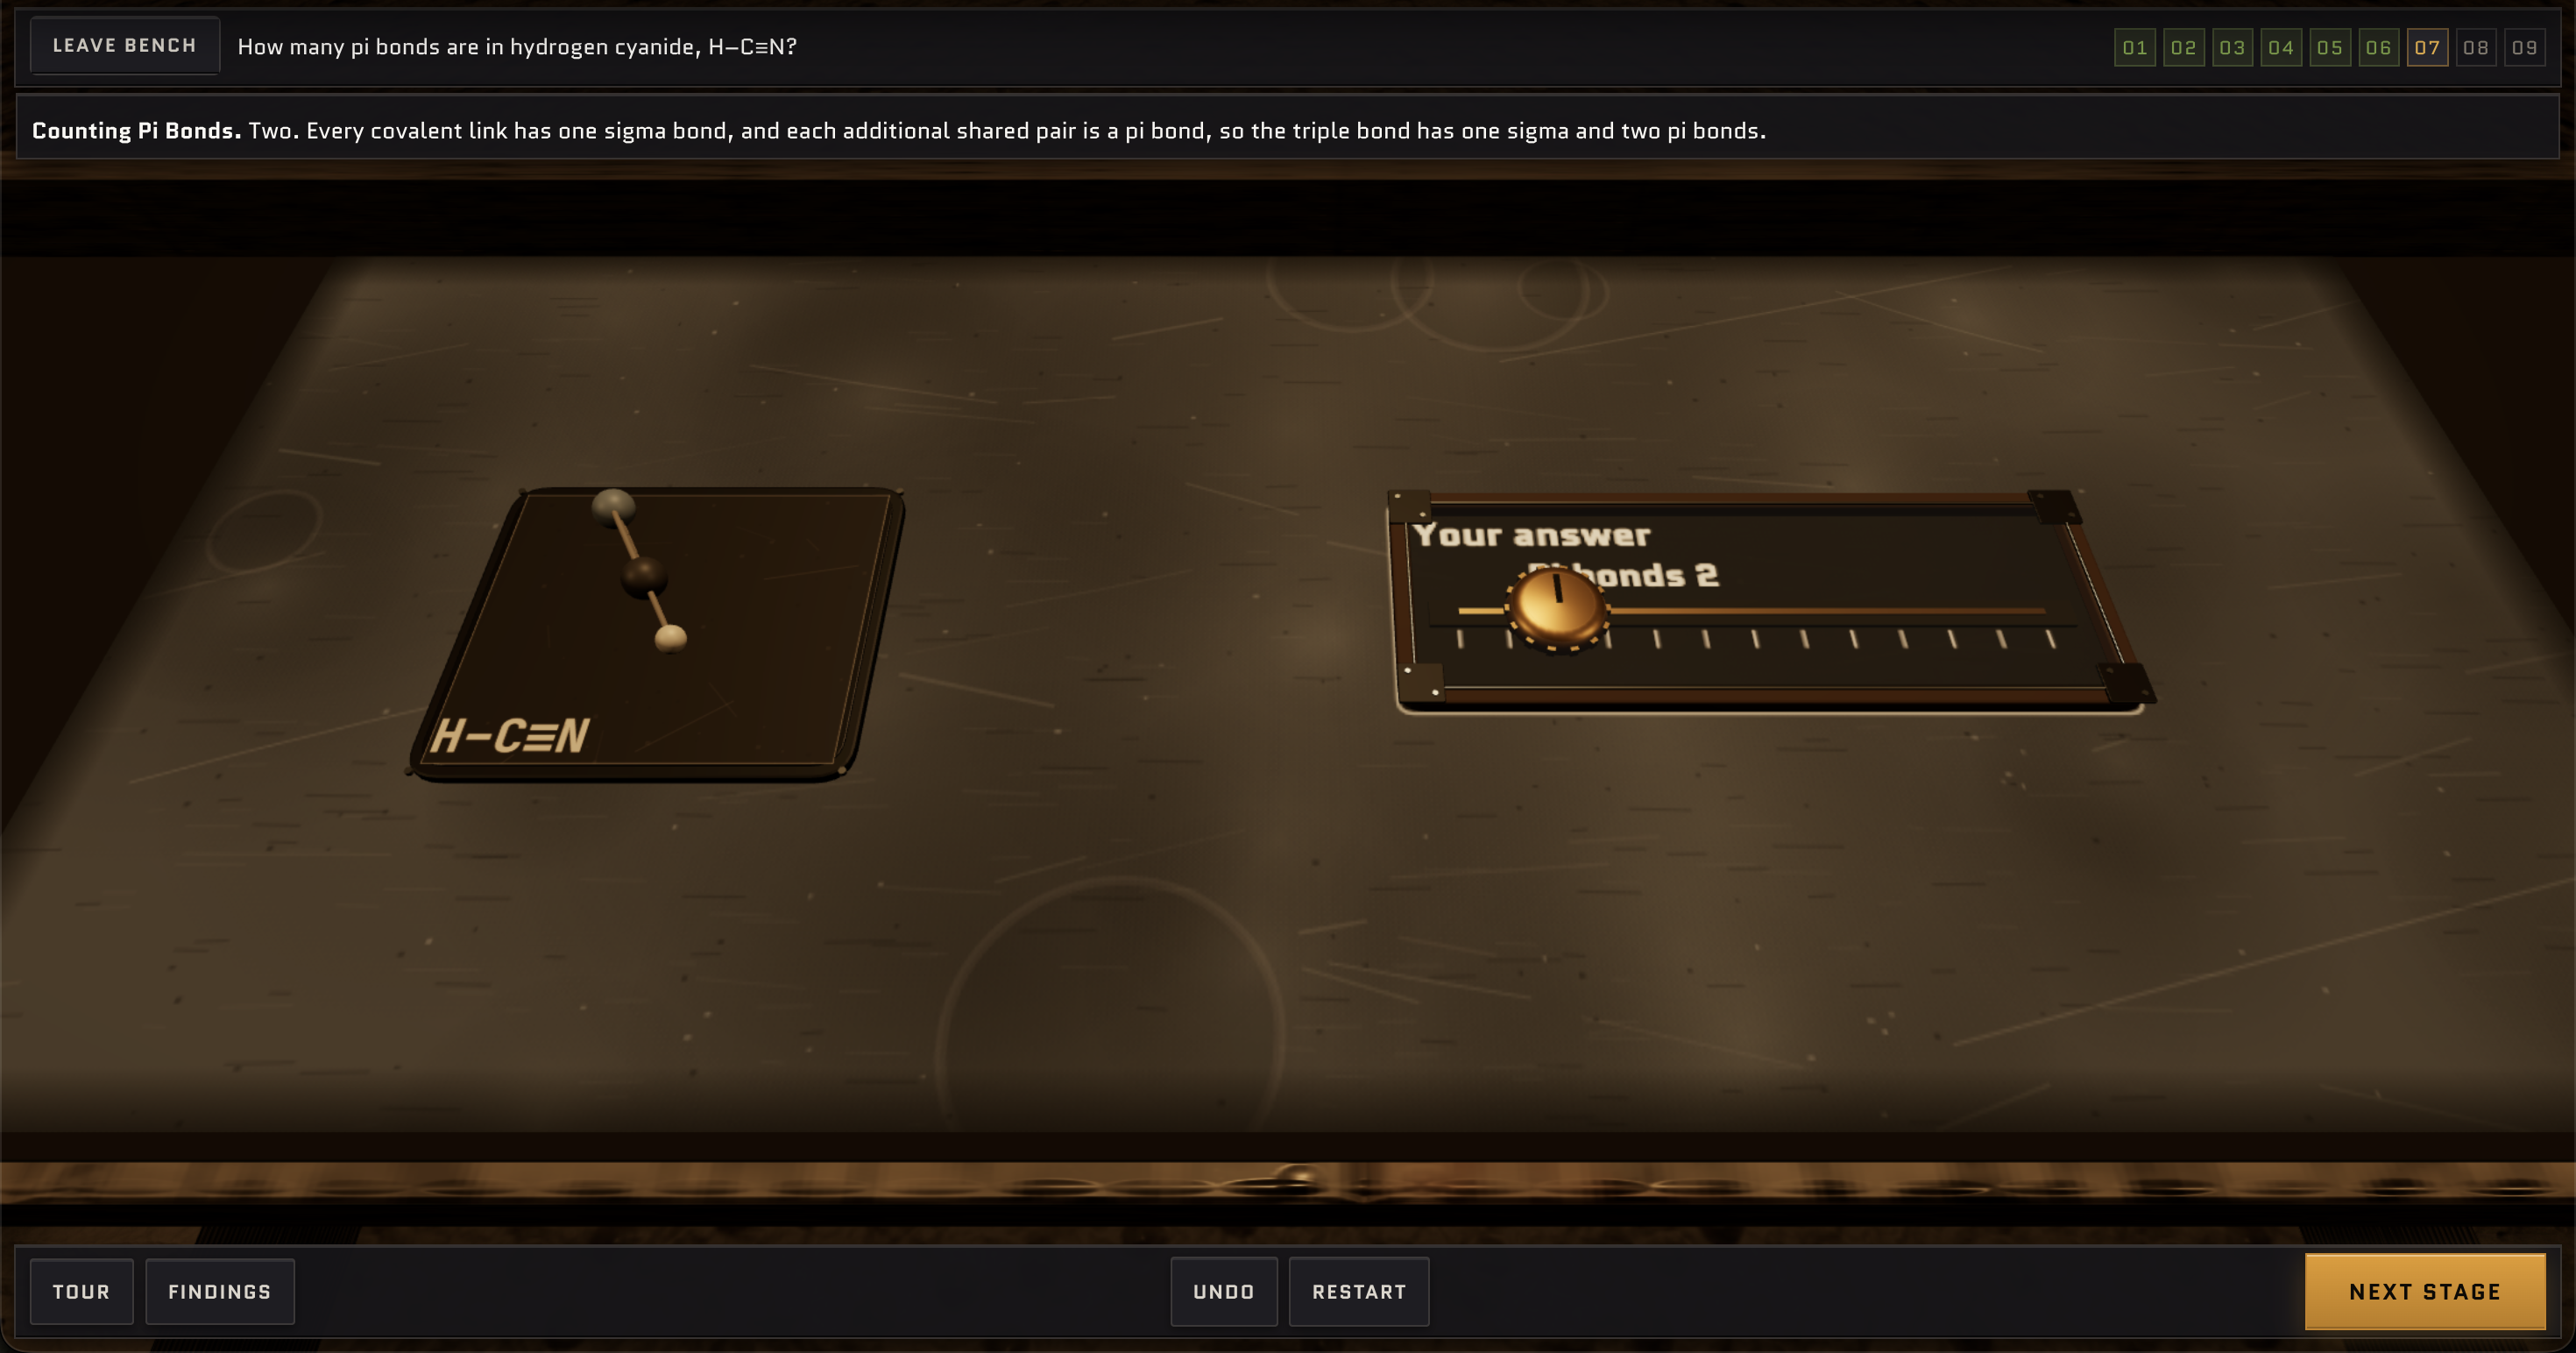 LEAVE BENCH
How many pi bonds are in hydrogen cyanide, H–C≡N?
01 02 03 04 05 06 07 08 09
Counting Pi Bonds. Two. Every covalent link has one sigma bond, and each additional shared pair is a pi bond, so the triple bond has one sigma and two pi bonds.
Your answer
bonds 2
H–C≡N
TOUR
FINDINGS
UNDO
RESTART
NEXT STAGE